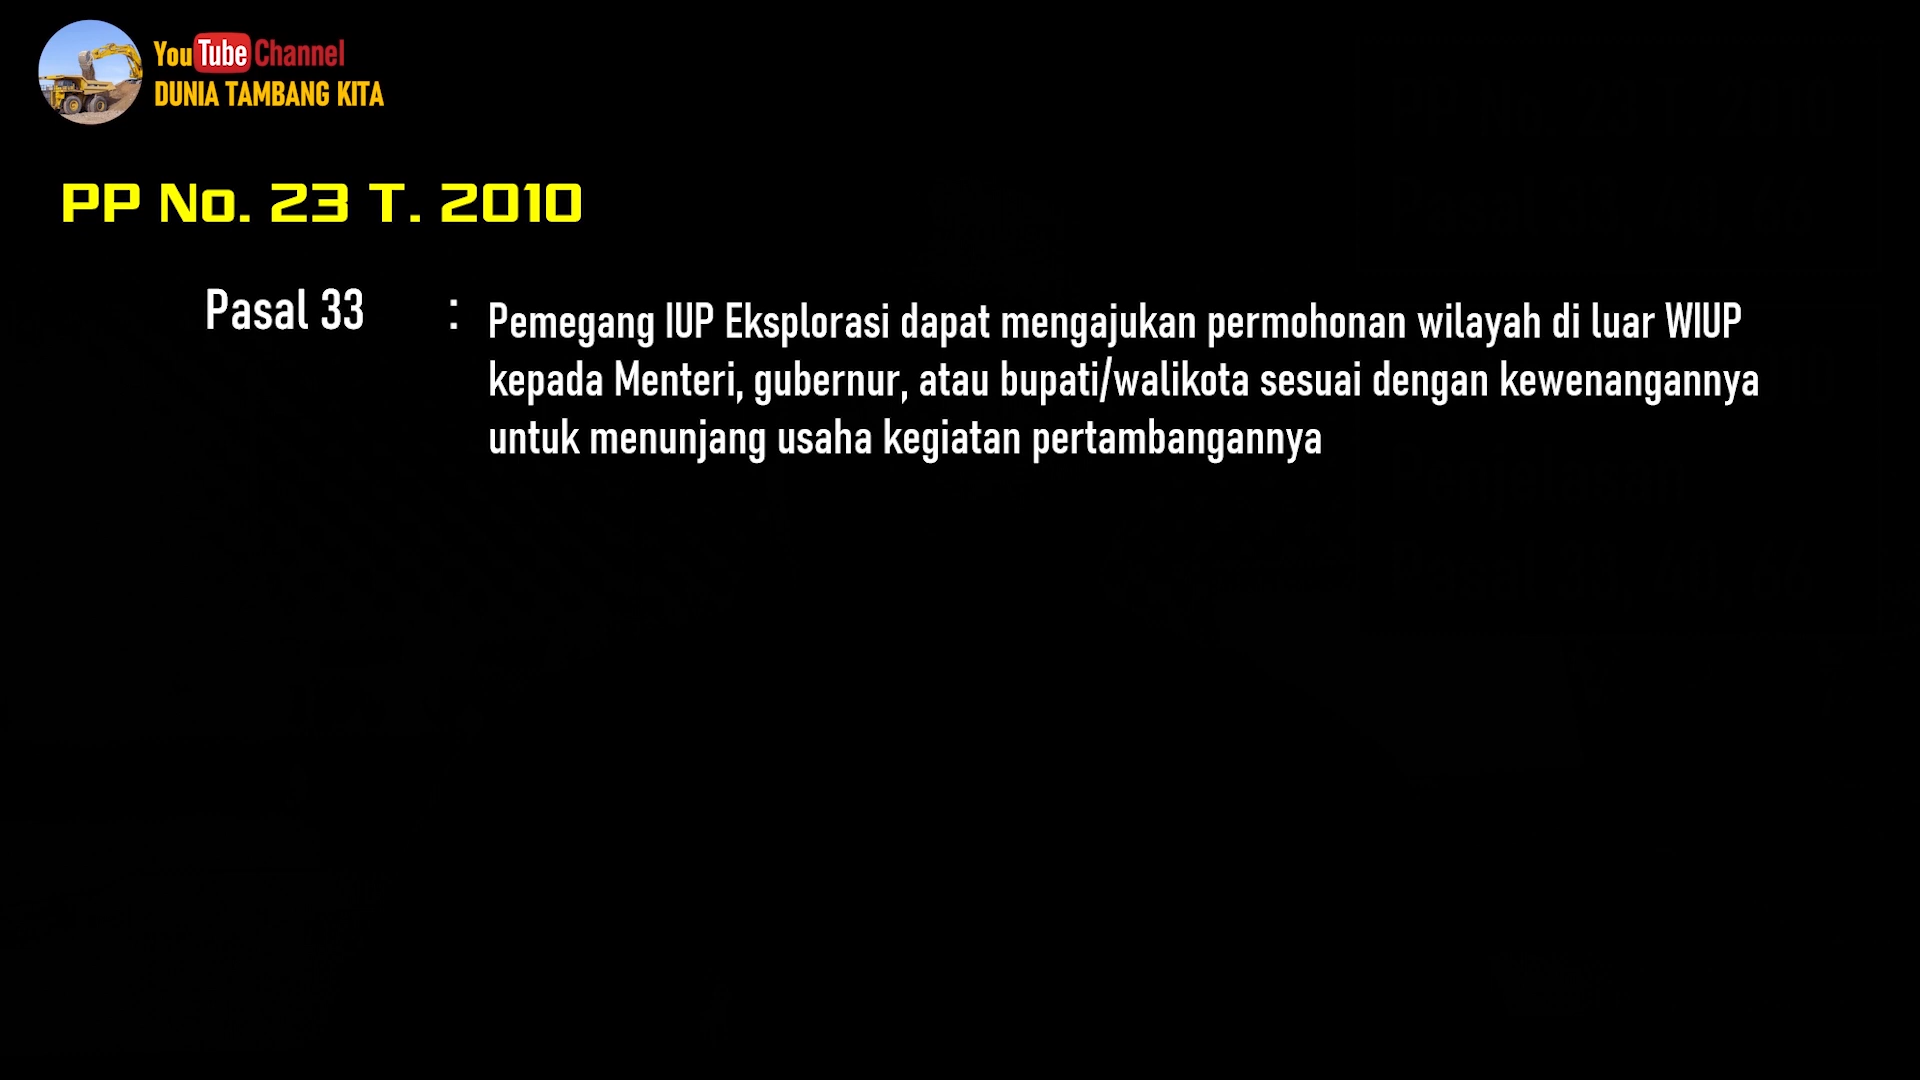 YouTube Channel
DUNIA TAMBANG KITA
PP No. 23 T. 2010
Pasal 33 : Pemegang IUP Eksplorasi dapat mengajukan permohonan wilayah di luar WIUP
kepada Menteri, gubernur, atau bupati/walikota sesuai dengan kewenangannya
untuk menunjang usaha kegiatan pertambangannya